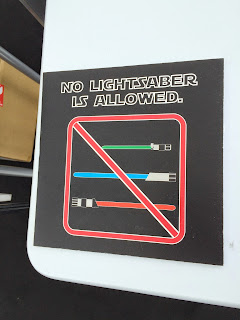 NO LIGHTSABER
IS ALLOWED.